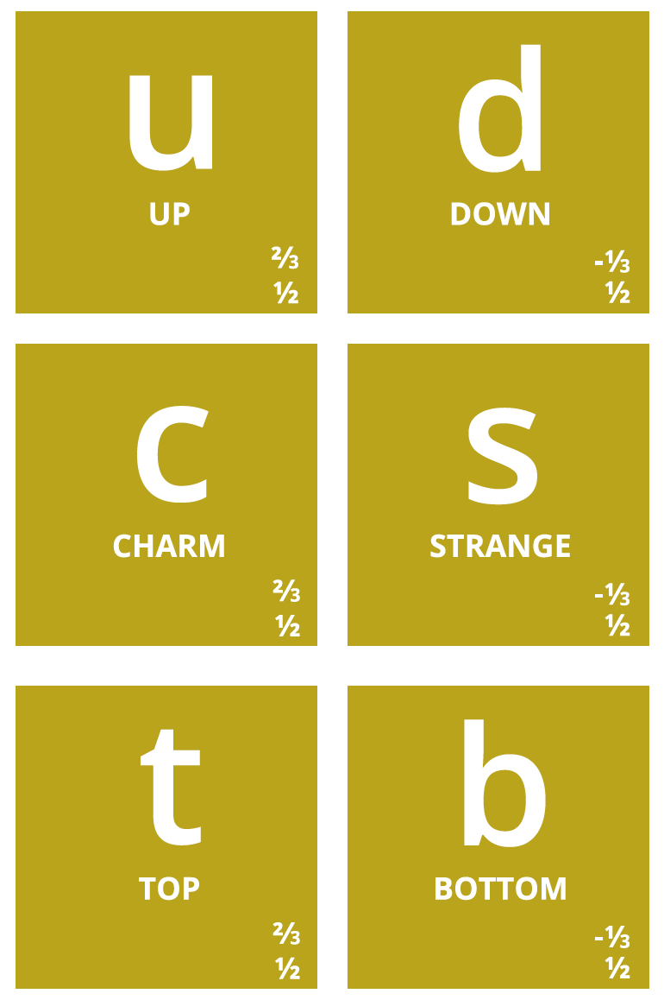 u
UP
⅔
½
d
DOWN
-⅓
½
c
CHARM
⅔
½
s
STRANGE
-⅓
½
t
TOP
⅔
½
b
BOTTOM
-⅓
½